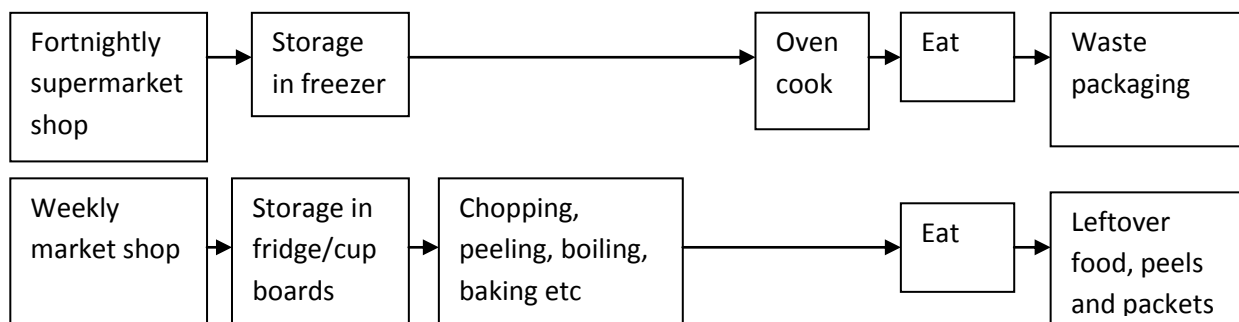 Fortnightly
supermarket
shop
Storage
in freezer
Oven
cook
Eat
Waste
packaging
Weekly
market shop
Storage in
fridge/cup
boards
Chopping,
peeling, boiling,
baking etc
Eat
Leftover
food, peels
and packets